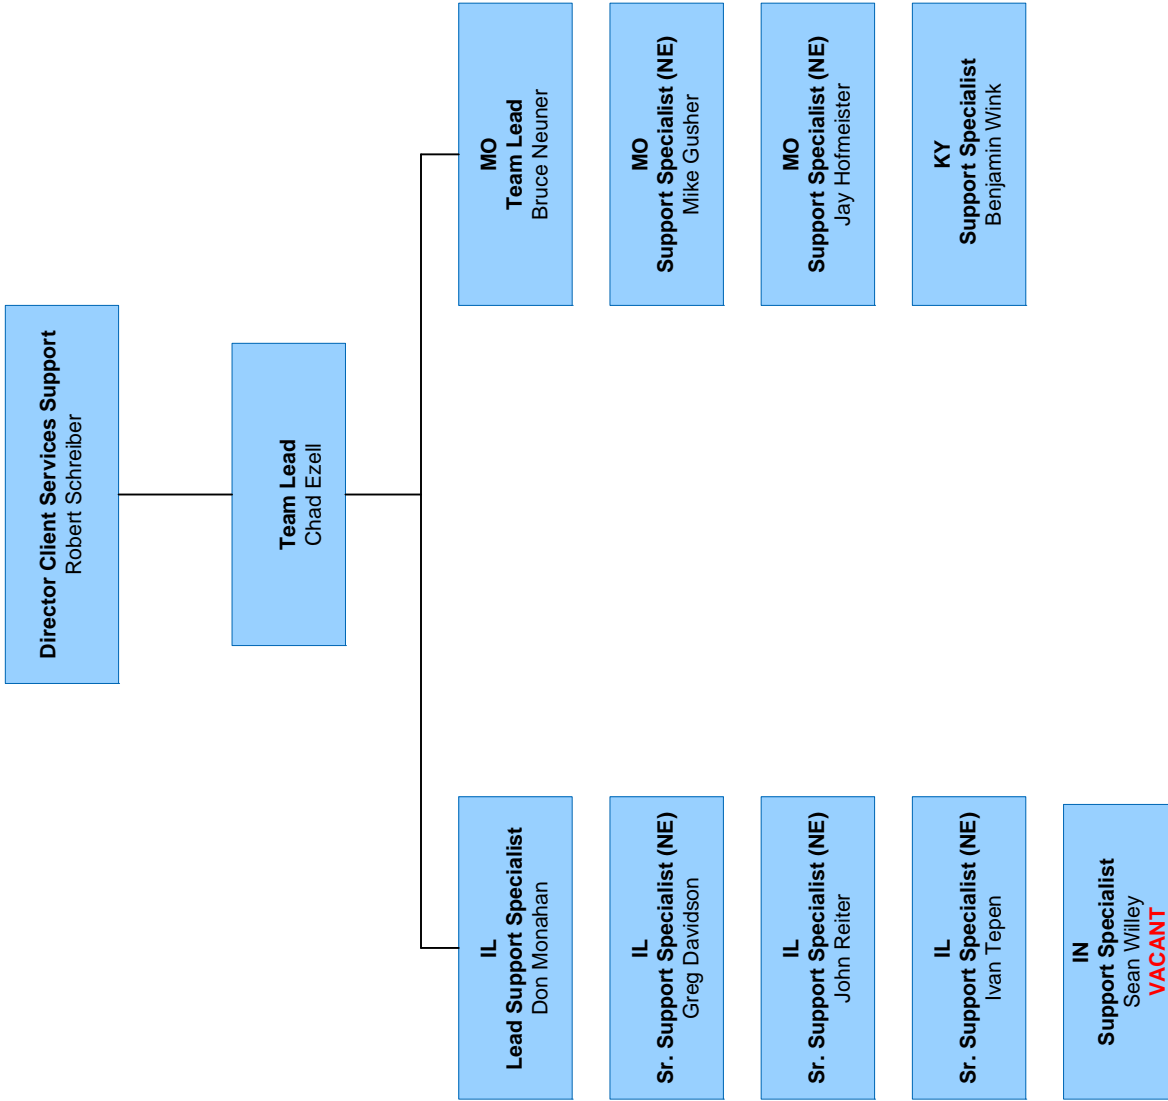 Director Client Services Support
Robert Schreiber
Team Lead
Chad Ezell
IL
Lead Support Specialist
Don Monahan
IL
Sr. Support Specialist (NE)
Greg Davidson
IL
Sr. Support Specialist (NE)
John Reiter
IL
Sr. Support Specialist (NE)
Ivan Tepen
IN
Support Specialist
Sean Willey
VACANT
MO
Team Lead
Bruce Neuner
MO
Support Specialist (NE)
Mike Gusher
MO
Support Specialist (NE)
Jay Hofmeister
KY
Support Specialist
Benjamin Wink